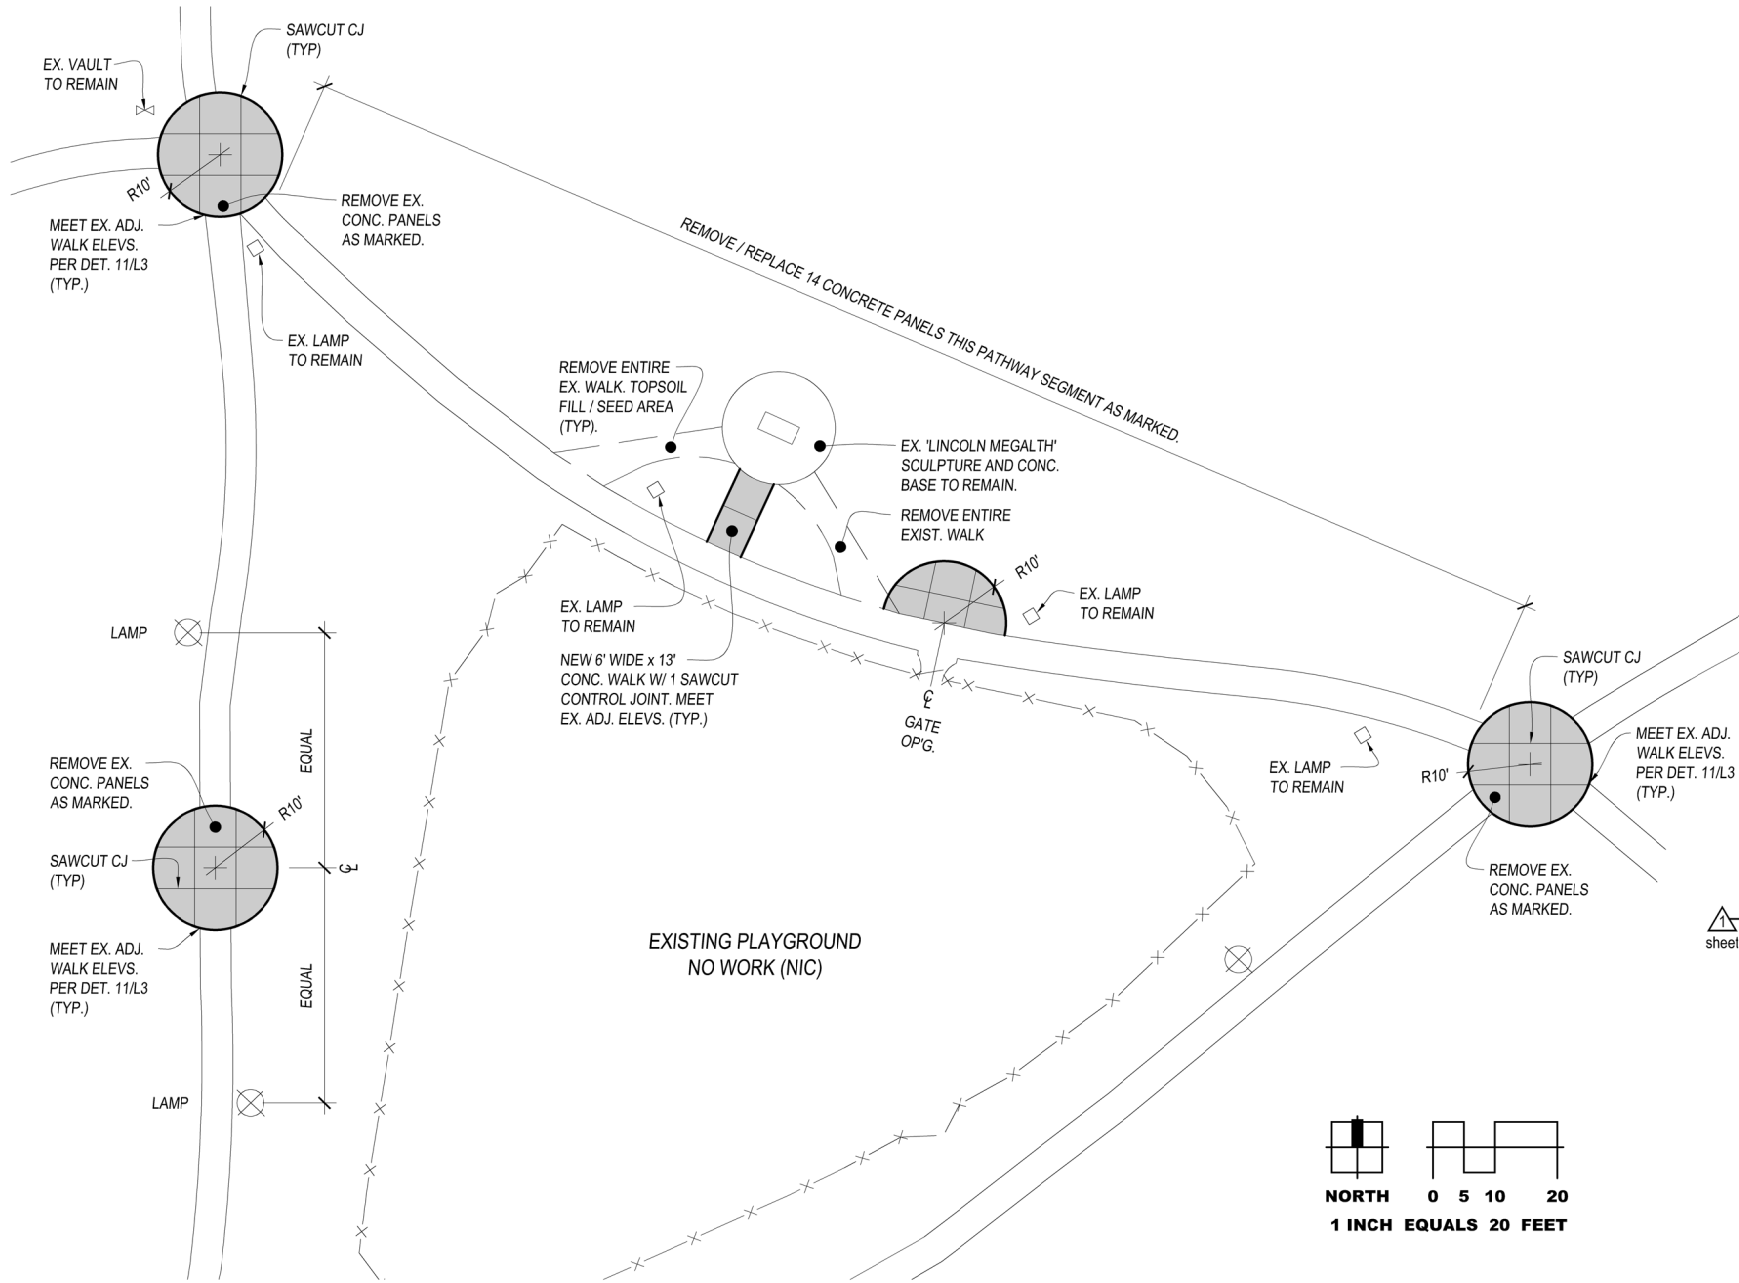 SAWCUT CJ
(TYP)
EX. VAULT
TO REMAIN
R10'
REMOVE EX.
CONC. PANELS
AS MARKED.
MEET EX. ADJ.
WALK ELEVS.
PER DET. 11/L3
(TYP.)
EX. LAMP
TO REMAIN
REMOVE / REPLACE 14 CONCRETE PANELS THIS PATHWAY SEGMENT AS MARKED.
REMOVE ENTIRE
EX. WALK. TOPSOIL
FILL / SEED AREA
(TYP).
EX. 'LINCOLN MEGALTH'
SCULPTURE AND CONC.
BASE TO REMAIN.
REMOVE ENTIRE
EXIST. WALK
R10'
EX. LAMP
TO REMAIN
EX. LAMP
TO REMAIN
NEW 6' WIDE x 13'
CONC. WALK W/ 1 SAWCUT
CONTROL JOINT. MEET
EX. ADJ. ELEVS. (TYP.)
CL
GATE
OP'G.
LAMP
EQUAL
REMOVE EX.
CONC. PANELS
AS MARKED.
R10'
SAWCUT CJ
(TYP)
CL
MEET EX. ADJ.
WALK ELEVS.
PER DET. 11/L3
(TYP.)
EQUAL
LAMP
SAWCUT CJ
(TYP)
MEET EX. ADJ.
WALK ELEVS.
PER DET. 11/L3
(TYP.)
R10'
EX. LAMP
TO REMAIN
REMOVE EX.
CONC. PANELS
AS MARKED.
1
sheet
EXISTING PLAYGROUND
NO WORK (NIC)
NORTH 0 5 10 20
1 INCH EQUALS 20 FEET